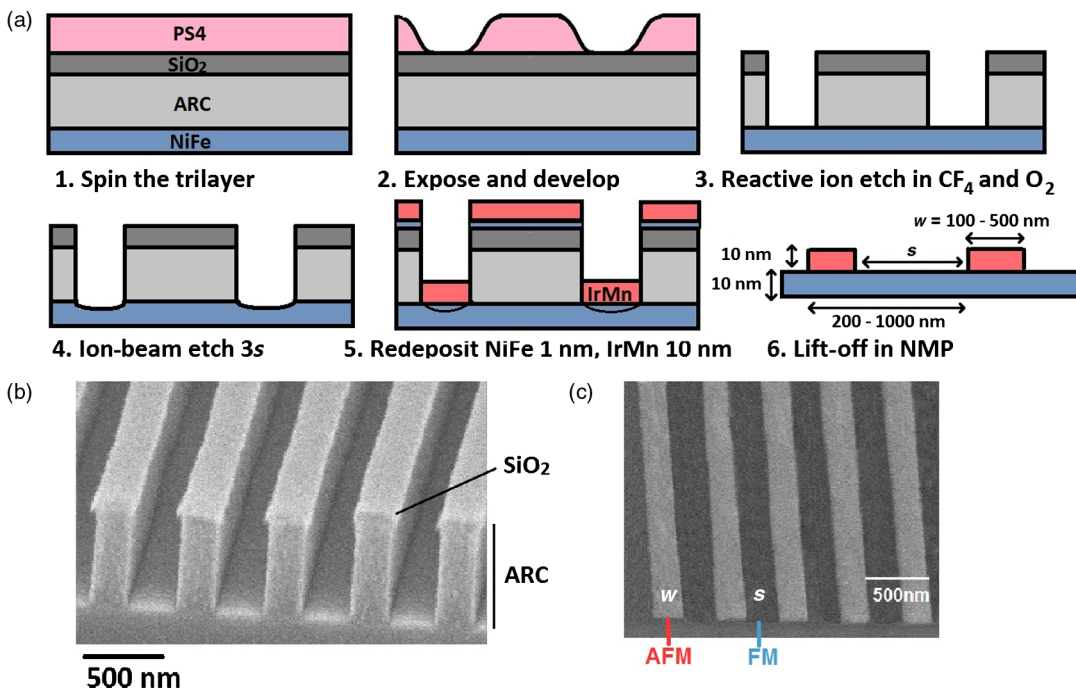 (a)
PS4
SiO₂
ARC
NiFe
1. Spin the trilayer
2. Expose and develop
3. Reactive ion etch in CF₄ and O₂
4. Ion-beam etch 3s
IrMn
5. Redeposit NiFe 1 nm, IrMn 10 nm
w = 100 - 500 nm
10 nm
s
10 nm
200 - 1000 nm
6. Lift-off in NMP
(b)
SiO₂
ARC
500 nm
(c)
w
s
500nm
AFM
FM